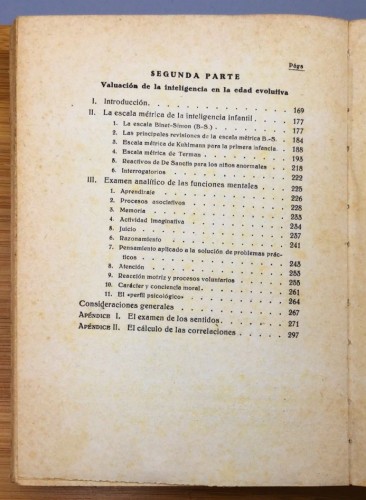 Págs
SEGUNDA PARTE
Valuación de la inteligencia en la edad evolutiva
I. Introducción. . . . . . . . . . . . . . . . 169
II. La escala métrica de la inteligencia infantil . . . . . . 177
1. La escala Binet-Simon (B-S.) . . . . . . . . . 177
2. Las principales revisiones de la escala métrica B.-S. . . 184
3. Escala métrica de Kuhlmann para la primera infancia . . 188
4. Escala métrica de Terman . . . . . . . . . . 193
5. Reactivos de De Sanctis para los niños anormales . . . 218
6. Interrogatorios . . . . . . . . . . . . . . 222
III. Examen analítico de las funciones mentales . . . . . . 225
1. Aprendizaje . . . . . . . . . . . . . . . 226
2. Procesos asociativos . . . . . . . . . . . . 228
3. Memoria . . . . . . . . . . . . . . . . 233
4. Actividad imaginativa . . . . . . . . . . . . 234
5. Juicio . . . . . . . . . . . . . . . . . 237
6. Razonamiento . . . . . . . . . . . . . . 241
7. Pensamiento aplicado a la solución de problemas prác-
ticos . . . . . . . . . . . . . . . . . 245
8. Atención . . . . . . . . . . . . . . . . 255
9. Reacción motriz y procesos voluntarios . . . . . . 255
10. Carácter y conciencia moral . . . . . . . . . . 261
11. El «perfil psicológico» . . . . . . . . . . . . 264
Consideraciones generales . . . . . . . . . . . . 267
APÉNDICE I. El examen de los sentidos . . . . . . . . 271
APÉNDICE II. El cálculo de las correlaciones . . . . . . 297